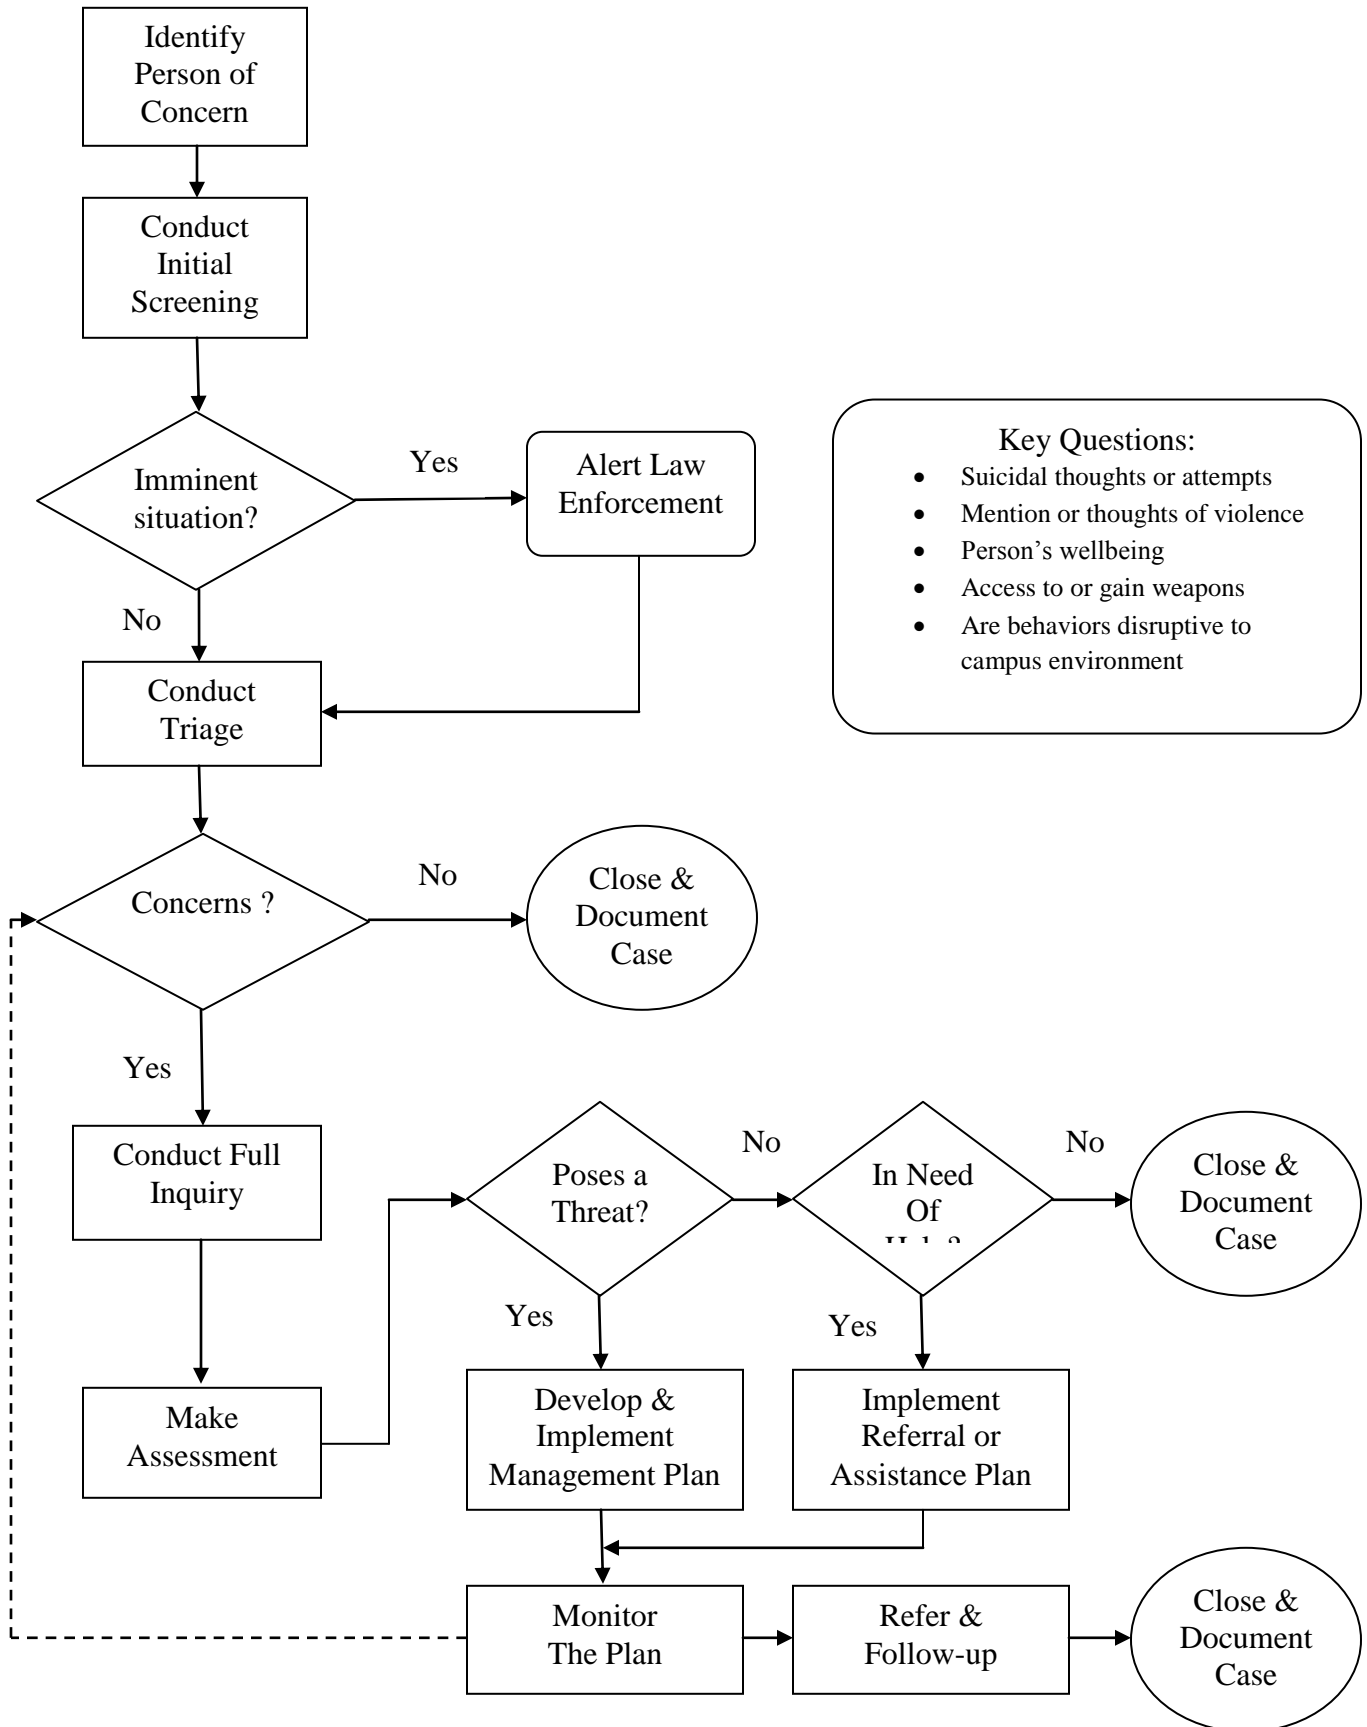 Identify
Person of
Concern
Conduct
Initial
Screening
Imminent
situation?
Yes
Alert Law
Enforcement
Key Questions:
• Suicidal thoughts or attempts
• Mention or thoughts of violence
• Person’s wellbeing
• Access to or gain weapons
• Are behaviors disruptive to
campus environment
No
Conduct
Triage
Concerns ?
No
Close &
Document
Case
Yes
Conduct Full
Inquiry
Make
Assessment
Poses a
Threat?
No
In Need
Of
No
Close &
Document
Case
Yes
Develop &
Implement
Management Plan
Yes
Implement
Referral or
Assistance Plan
Monitor
The Plan
Refer &
Follow-up
Close &
Document
Case